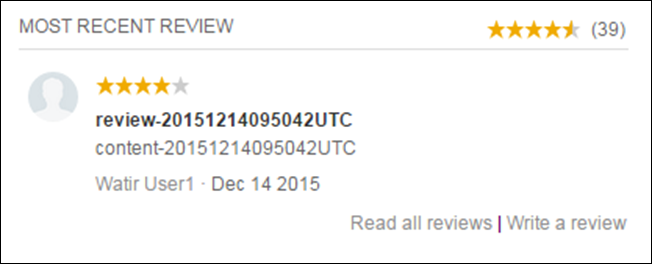 MOST RECENT REVIEW (39)
review-20151214095042UTC
content-20151214095042UTC
Watir User1 · Dec 14 2015
Read all reviews | Write a review